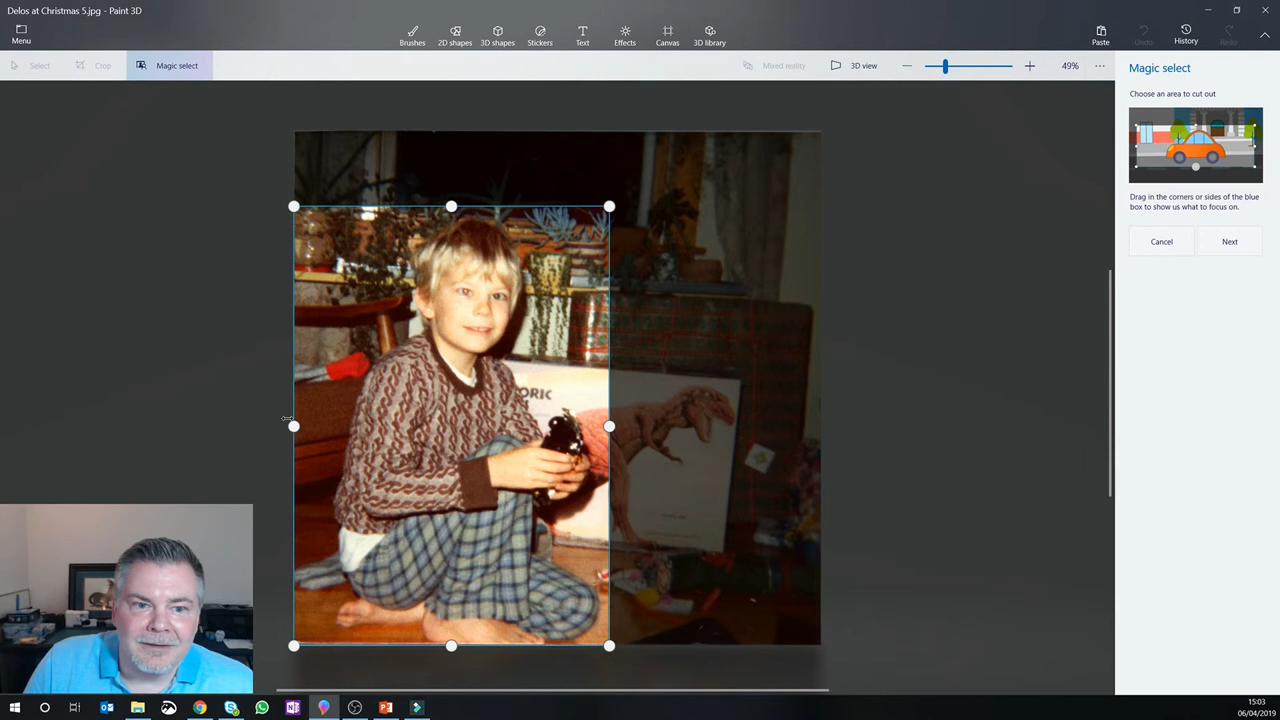 Delos at Christmas 5.jpg - Paint 3D
Menu
Brushes
2D shapes
3D shapes
Stickers
Text
Effects
Canvas
3D library
Paste
Undo
History
Redo
Select
Crop
Magic select
Mixed reality
3D view
49%
Magic select
Choose an area to cut out
Drag in the corners or sides of the blue
box to show us what to focus on.
Cancel
Next
ORIC
15:03
06/04/2019